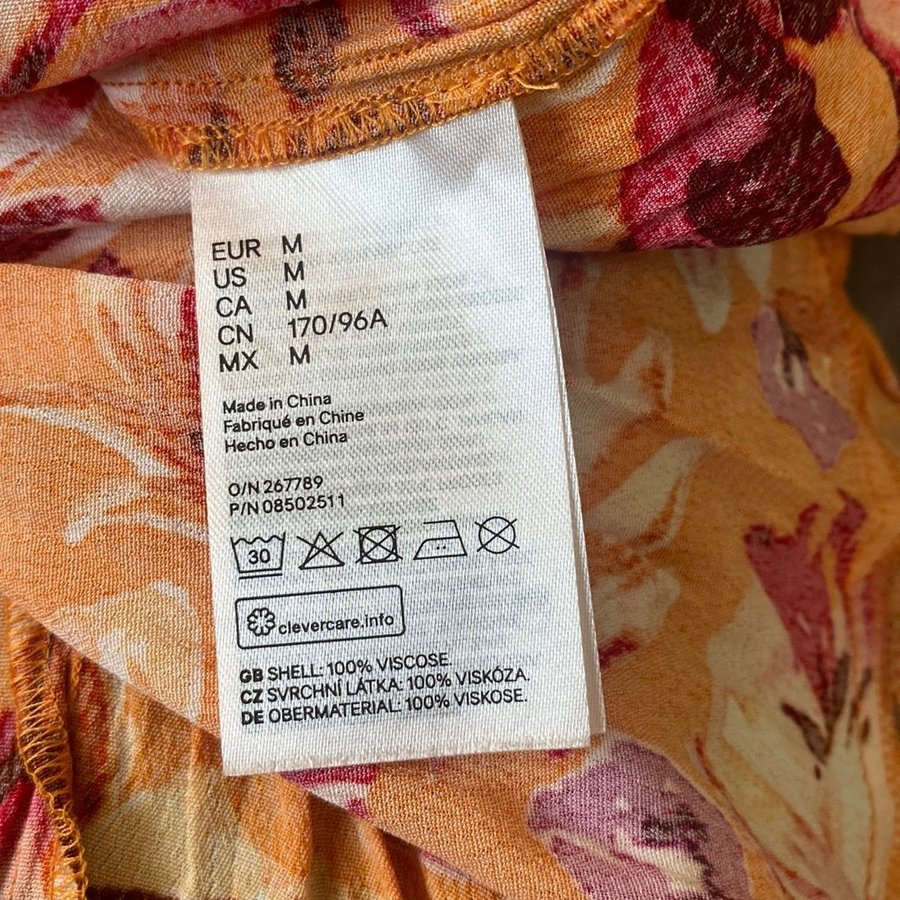 EUR M
US M
CA M
CN 170/96A
MX M
Made in China
Fabriqué en Chine
Hecho en China
O/N 267789
P/N 08502511
30
clevercare.info
GB SHELL: 100% VISCOSE.
CZ SVRCHNÍ LÁTKA: 100% VISKÓZA.
DE OBERMATERIAL: 100% VISKOSE.